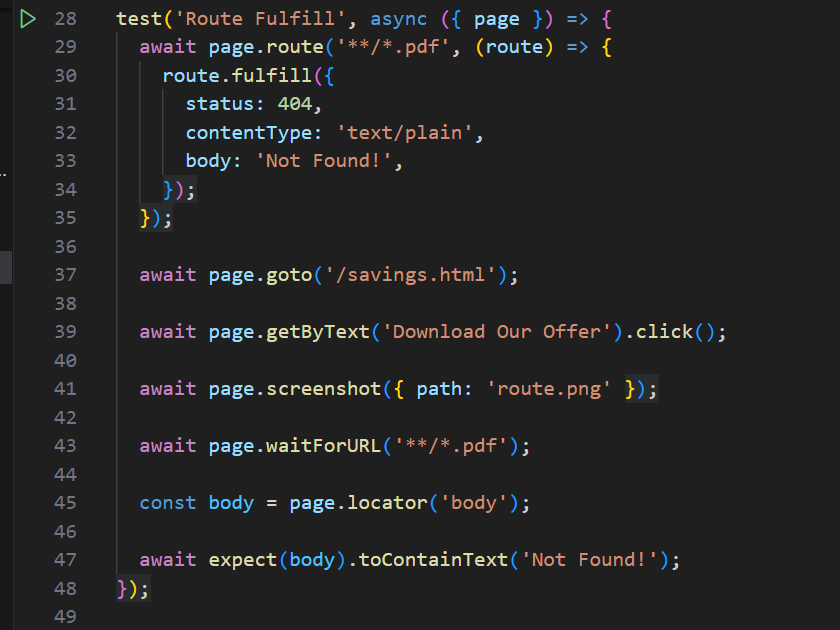 28 test('Route Fulfill', async ({ page }) => {
29 await page.route('**/*.pdf', (route) => {
30 route.fulfill({
31 status: 404,
32 contentType: 'text/plain',
33 body: 'Not Found!',
34 });
35 });
36
37 await page.goto('/savings.html');
38
39 await page.getByText('Download Our Offer').click();
40
41 await page.screenshot({ path: 'route.png' });
42
43 await page.waitForURL('**/*.pdf');
44
45 const body = page.locator('body');
46
47 await expect(body).toContainText('Not Found!');
48 });
49